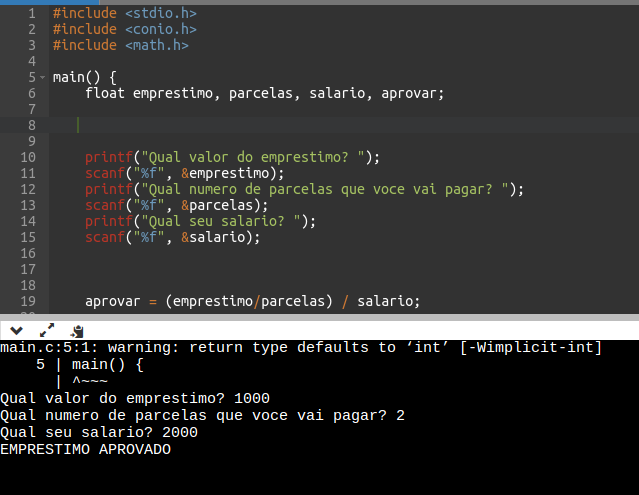 1 #include <stdio.h>
2 #include <conio.h>
3 #include <math.h>
4
5 main() {
6 float emprestimo, parcelas, salario, aprovar;
7
8
9
10 printf("Qual valor do emprestimo? ");
11 scanf("%f", &emprestimo);
12 printf("Qual numero de parcelas que voce vai pagar? ");
13 scanf("%f", &parcelas);
14 printf("Qual seu salario? ");
15 scanf("%f", &salario);
16
17
18
19 aprovar = (emprestimo/parcelas) / salario;
main.c:5:1: warning: return type defaults to ‘int’ [-Wimplicit-int]
5 | main() {
| ^~~~
Qual valor do emprestimo? 1000
Qual numero de parcelas que voce vai pagar? 2
Qual seu salario? 2000
EMPRESTIMO APROVADO